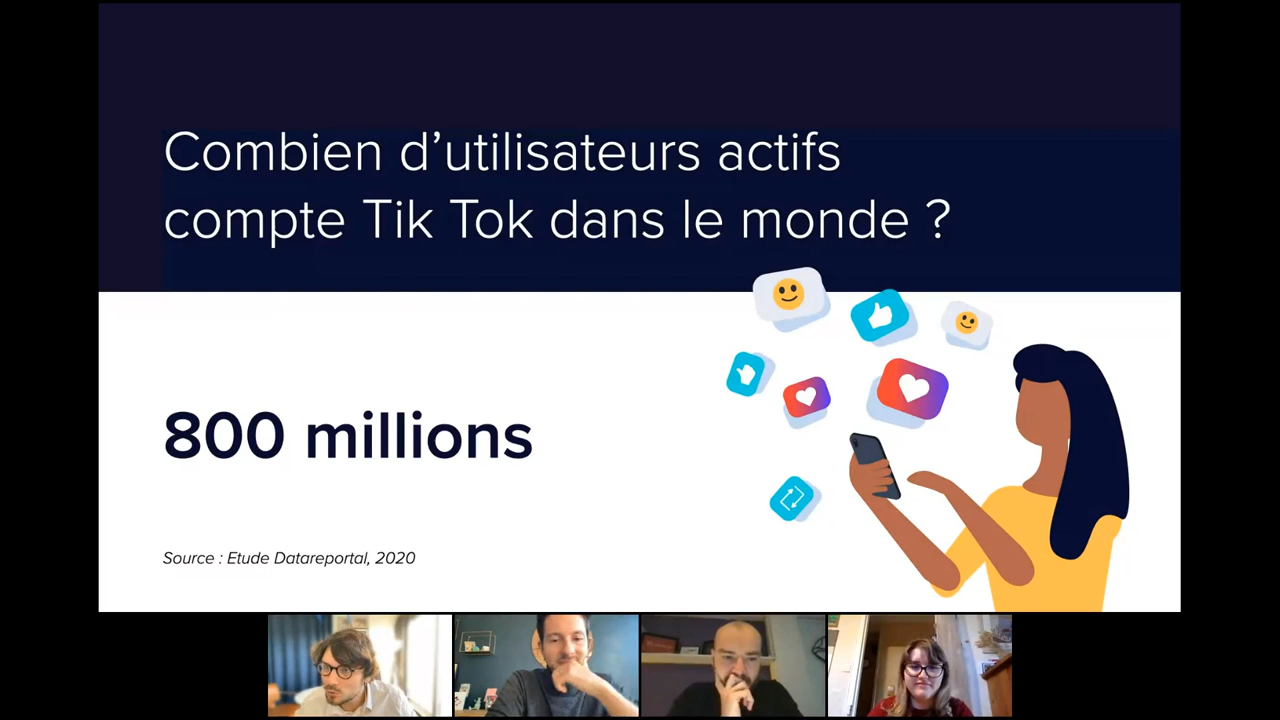 Combien d’utilisateurs actifs
compte Tik Tok dans le monde ?
800 millions
Source : Etude Datareportal, 2020